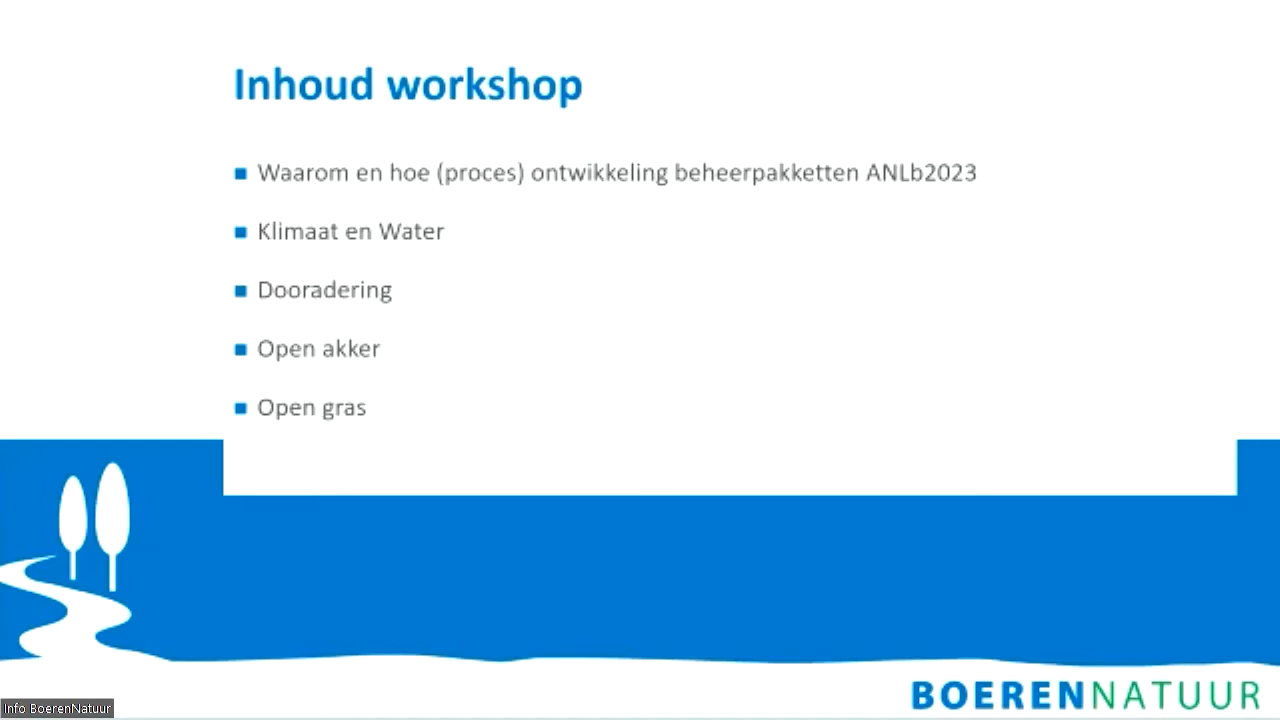 Inhoud workshop
Waarom en hoe (proces) ontwikkeling beheerpakketten ANLb2023
Klimaat en Water
Dooradering
Open akker
Open gras
BOERENNATUUR
Info BoerenNatuur